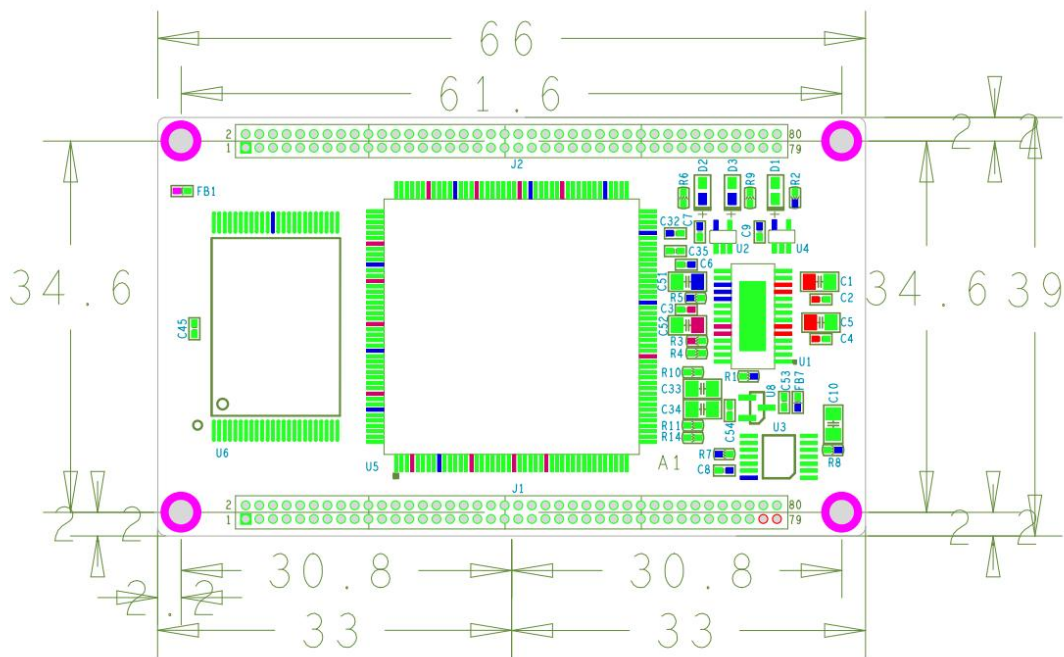 66
61.6
2 80
1 79
J2
FB1
R6 D2 D3 R9 D1 R2
C32 C7 C9
C35 U2 U4
C6
C51 C1
R5 C2
C3
C52 C5
R3 C4
R4
U1
R10 R1
C33 U8 C53 FB7 C10
C34 C54
R11 U3
R14
R7 R8
C8
C45
U6
U5
A1
J1
2 80
1 79
34.6
34.6
39
2.2
2.2
2.2
30.8 30.8
2.2
33 33